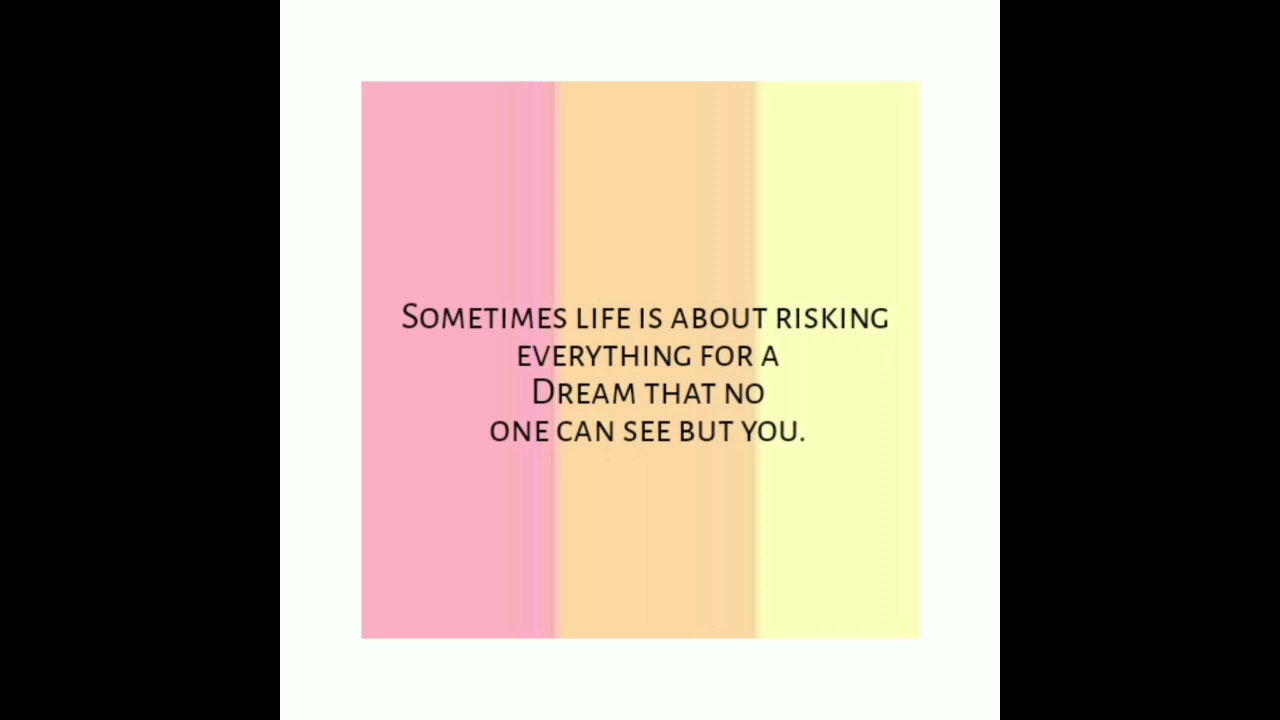 Sometimes life is about risking
everything for a
Dream that no
one can see but you.